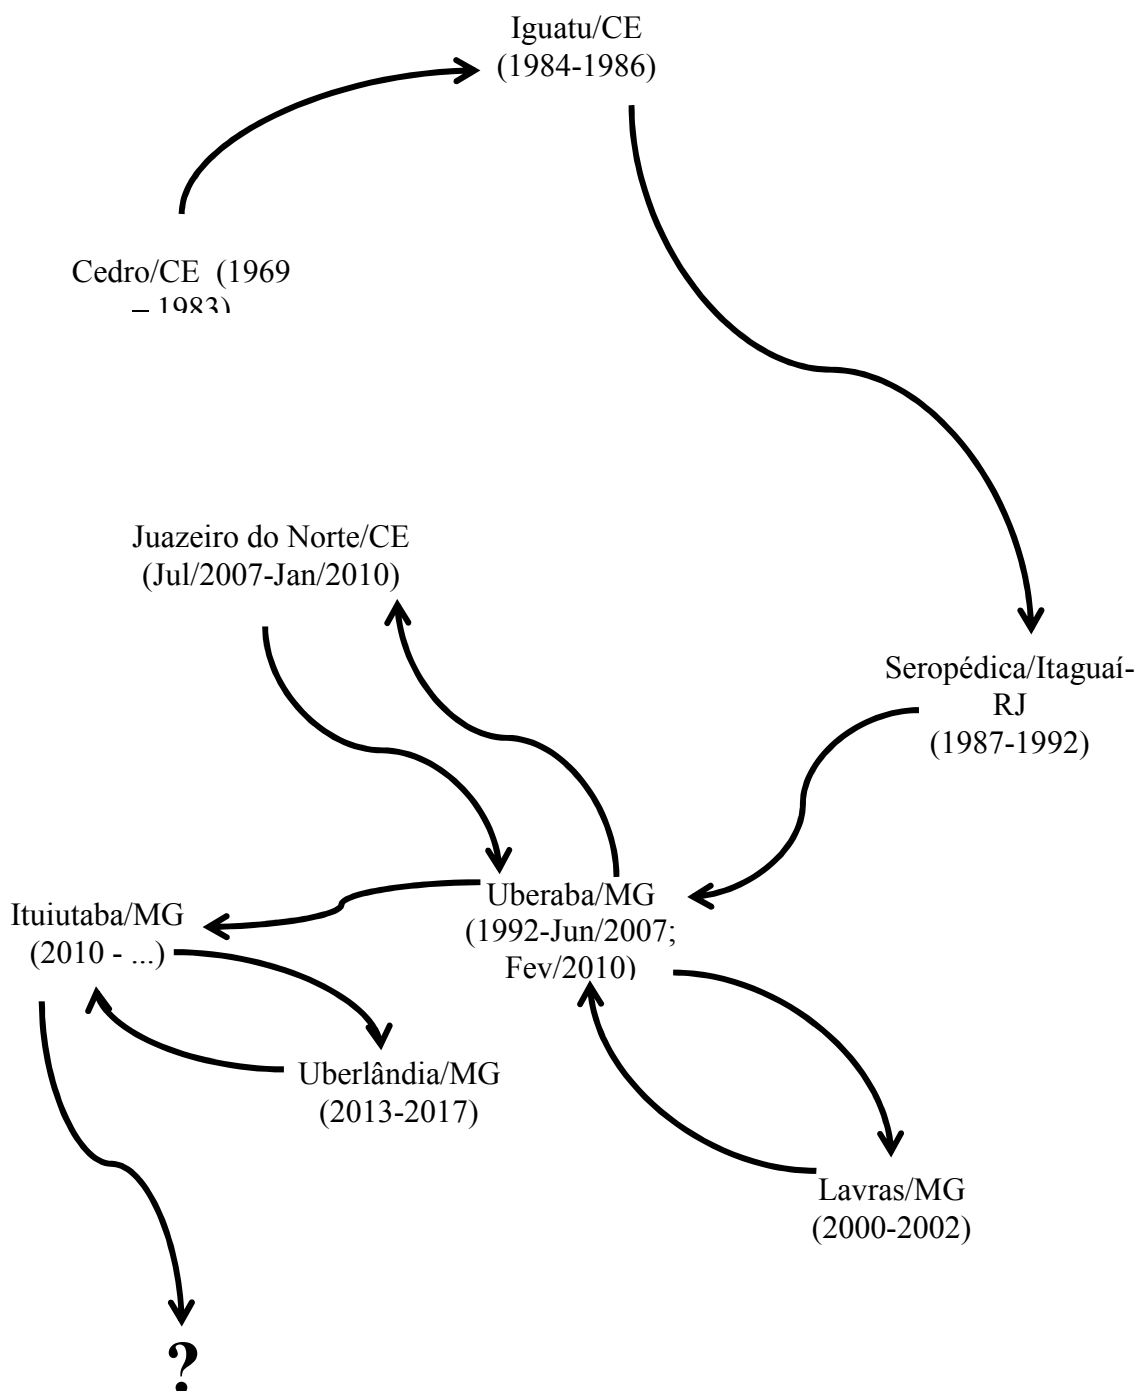 Iguatu/CE
(1984-1986)
Cedro/CE (1969
– 1983)
Juazeiro do Norte/CE
(Jul/2007-Jan/2010)
Seropédica/Itaguaí-
RJ
(1987-1992)
Uberaba/MG
(1992-Jun/2007;
Fev/2010)
Ituiutaba/MG
(2010 - ...)
Uberlândia/MG
(2013-2017)
Lavras/MG
(2000-2002)
?